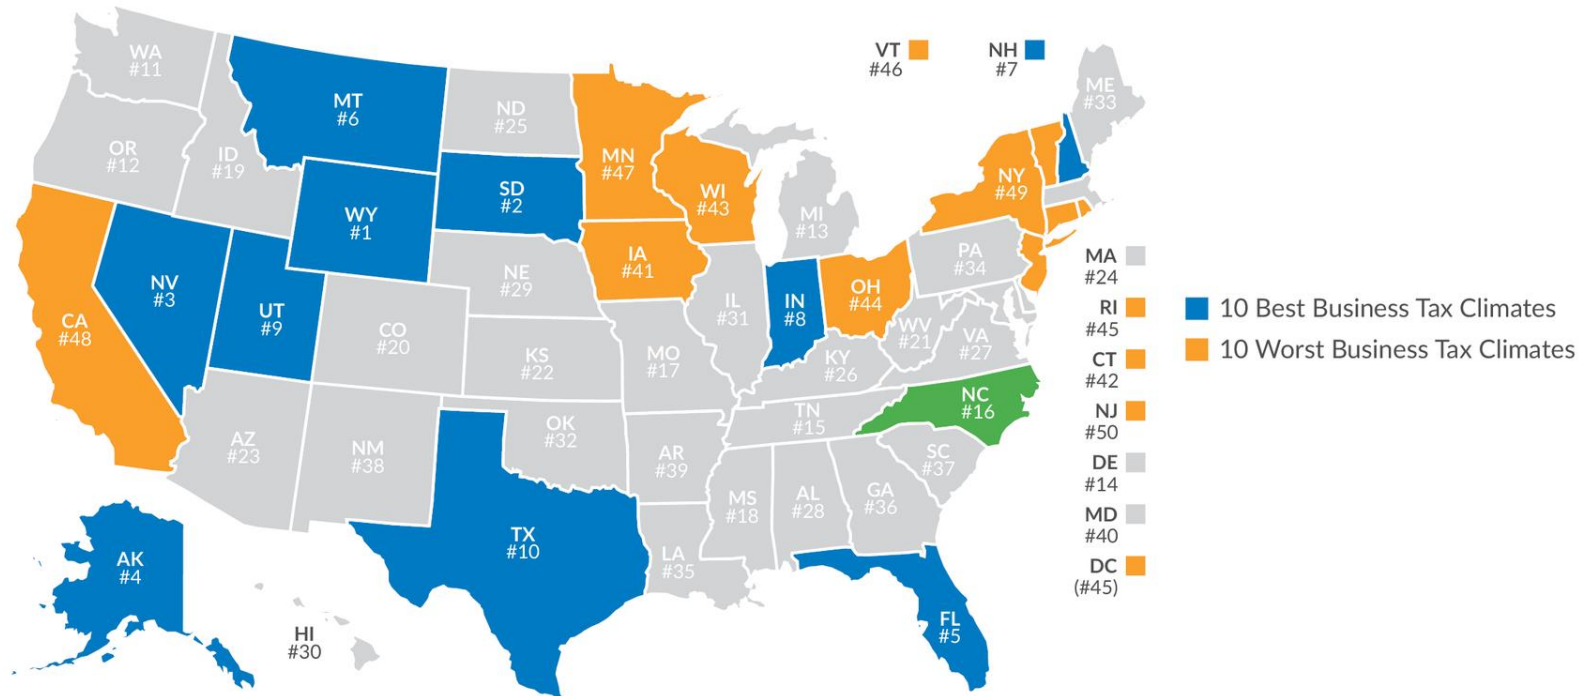 WA
#11
MT
#6
ND
#25
MN
#47
VT
#46
NH
#7
ME
#33
OR
#12
ID
#19
WY
#1
SD
#2
WI
#43
MI
#13
NY
#49
CA
#48
NV
#3
UT
#9
CO
#20
NE
#29
IA
#41
IL
#31
IN
#8
OH
#44
PA
#34
WV
#21
VA
#27
KS
#22
MO
#17
KY
#26
NC
#16
TN
#15
AZ
#23
NM
#38
OK
#32
AR
#39
SC
#37
MS
#18
AL
#28
GA
#36
TX
#10
LA
#35
FL
#5
AK
#4
HI
#30
MA
#24
RI
#45
CT
#42
NJ
#50
DE
#14
MD
#40
DC
(#45)
10 Best Business Tax Climates
10 Worst Business Tax Climates